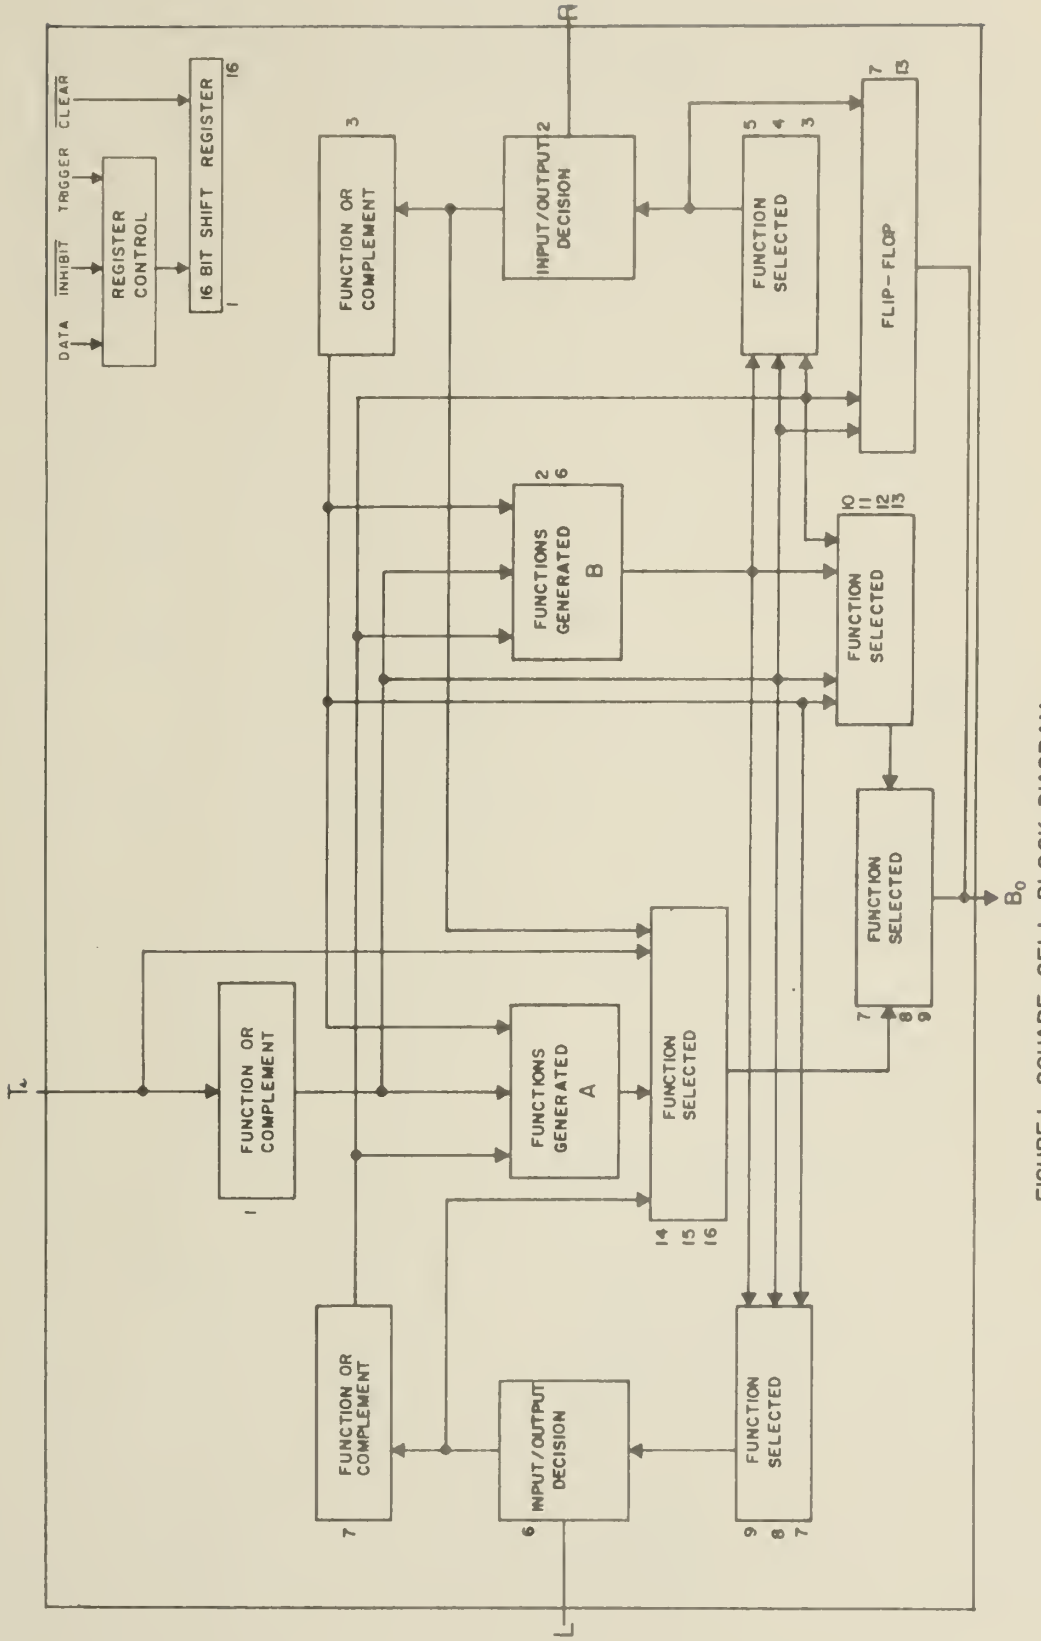 DATA
INHIBIT
TRIGGER
CLEAR
REGISTER
CONTROL
16 BIT SHIFT REGISTER
1
16
R
3
FUNCTION OR
COMPLEMENT
INPUT/OUTPUT 2
DECISION
5
4
3
FUNCTION
SELECTED
7
13
FLIP-FLOP
2
6
FUNCTIONS
GENERATED
B
10
11
12
13
FUNCTION
SELECTED
FUNCTION
SELECTED
7
8
9
B0
FUNCTION OR
COMPLEMENT
1
FUNCTIONS
GENERATED
A
FUNCTION
SELECTED
14
15
16
FUNCTION OR
COMPLEMENT
7
INPUT/OUTPUT
DECISION
6
FUNCTION
SELECTED
9
8
7
L